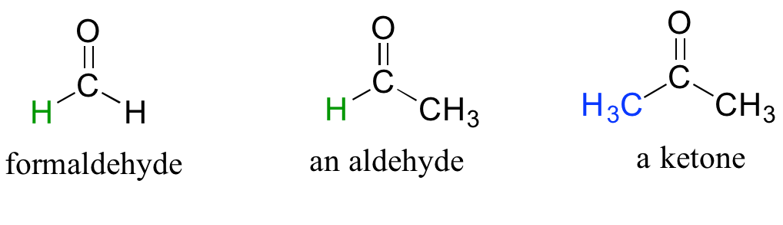 O
C
H H
formaldehyde
O
C
H CH₃
an aldehyde
O
C
H₃C CH₃
a ketone